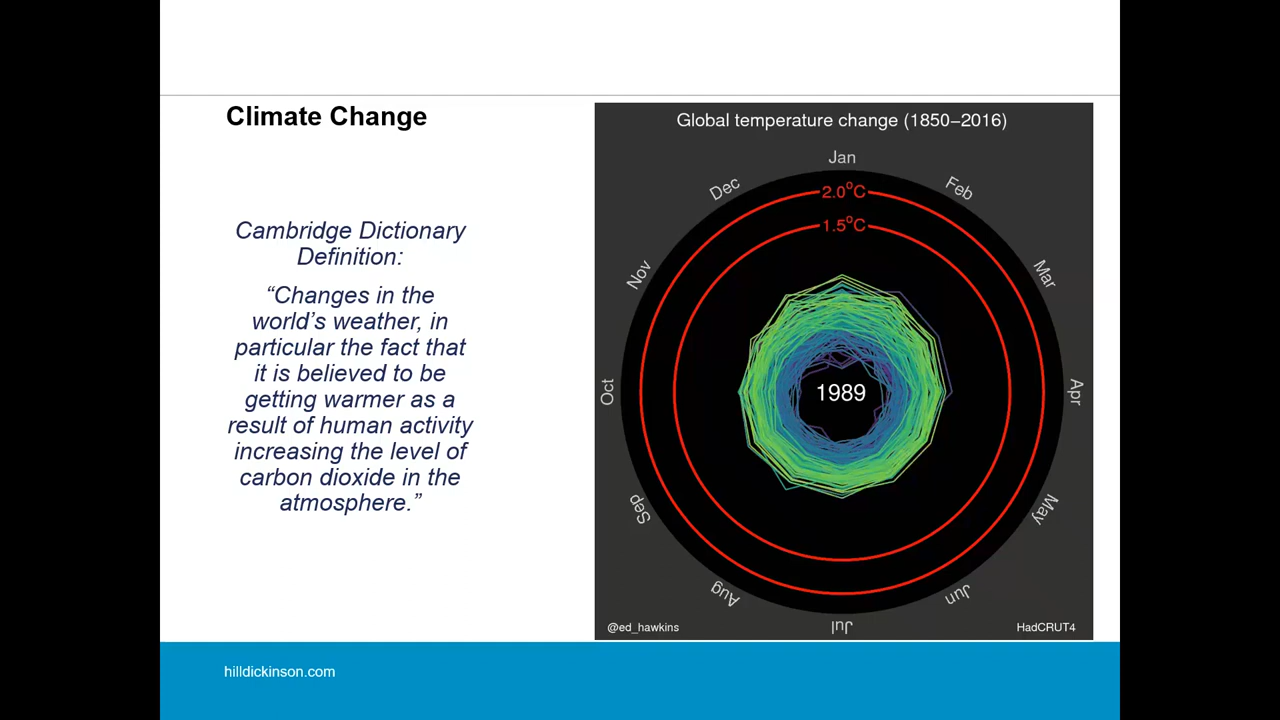 Climate Change
Cambridge Dictionary
Definition:
“Changes in the
world’s weather, in
particular the fact that
it is believed to be
getting warmer as a
result of human activity
increasing the level of
carbon dioxide in the
atmosphere.”
Global temperature change (1850–2016)
Jan
Feb
Mar
Apr
May
Jun
Jul
Aug
Sep
Oct
Nov
Dec
2.0°C
1.5°C
1989
@ed_hawkins
HadCRUT4
hilldickinson.com